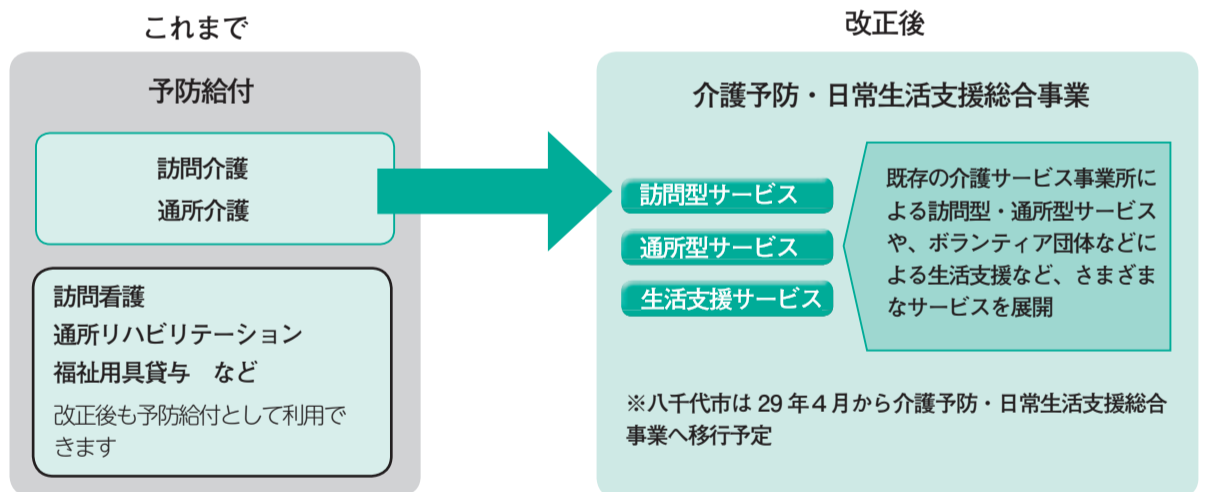 これまで
予防給付
訪問介護
通所介護
訪問看護
通所リハビリテーション
福祉用具貸与　など
改正後も予防給付として利用で
きます
改正後
介護予防・日常生活支援総合事業
訪問型サービス
通所型サービス
生活支援サービス
既存の介護サービス事業所に
よる訪問型・通所型サービス
や、ボランティア団体などに
よる生活支援など、さまざま
なサービスを展開
※八千代市は 29 年４月から介護予防・日常生活支援総合
事業へ移行予定